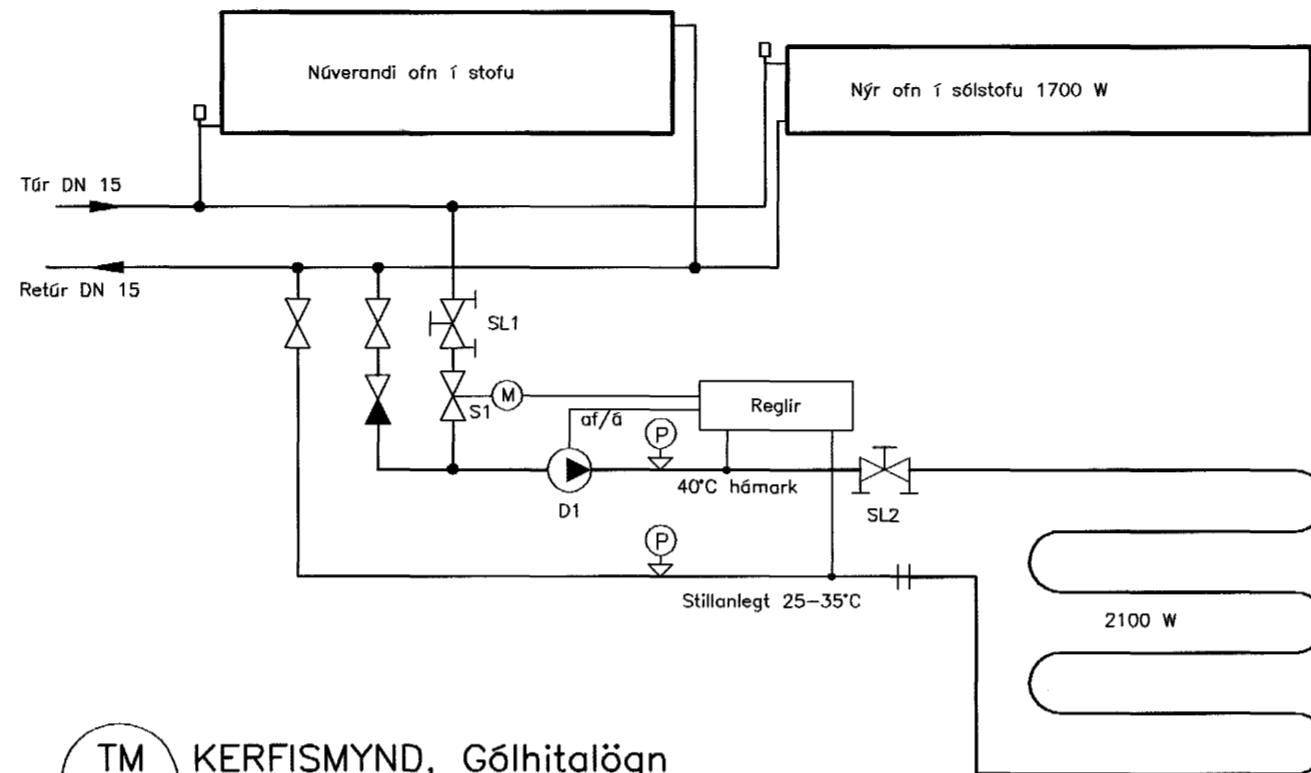 Núverandi ofn í stofu
Nýr ofn í sólstofu 1700 W
Túr DN 15
Retúr DN 15
SL1
M
S1
Reglir
af/á
P
40°C hámark
D1
SL2
P
Stillanlegt 25-35°C
2100 W
TM
KERFISMYND, Gólhitalögn